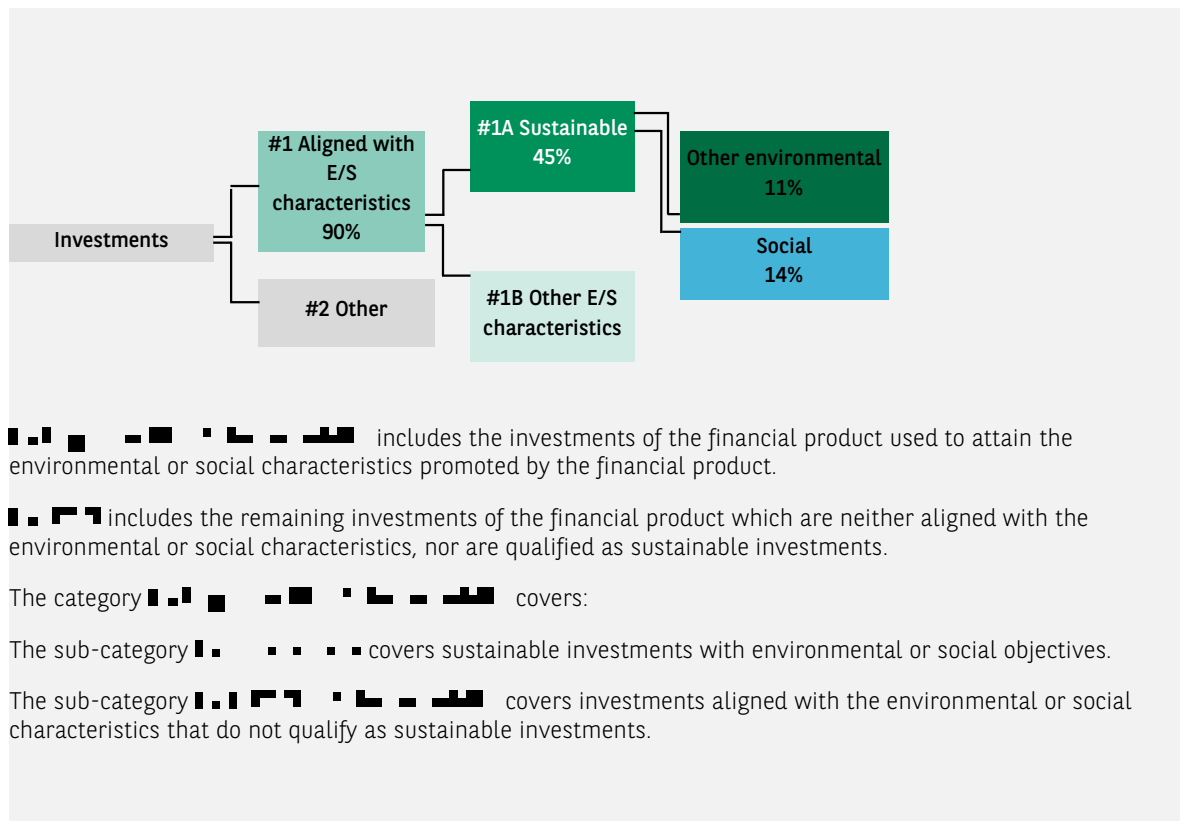 #1A Sustainable
45%
#1 Aligned with
E/S
characteristics
90%
Other environmental
11%
Investments
Social
14%
#2 Other
#1B Other E/S
characteristics
includes the investments of the financial product used to attain the
environmental or social characteristics promoted by the financial product.
includes the remaining investments of the financial product which are neither aligned with the
environmental or social characteristics, nor are qualified as sustainable investments.
The category covers:
The sub-category covers sustainable investments with environmental or social objectives.
The sub-category covers investments aligned with the environmental or social
characteristics that do not qualify as sustainable investments.